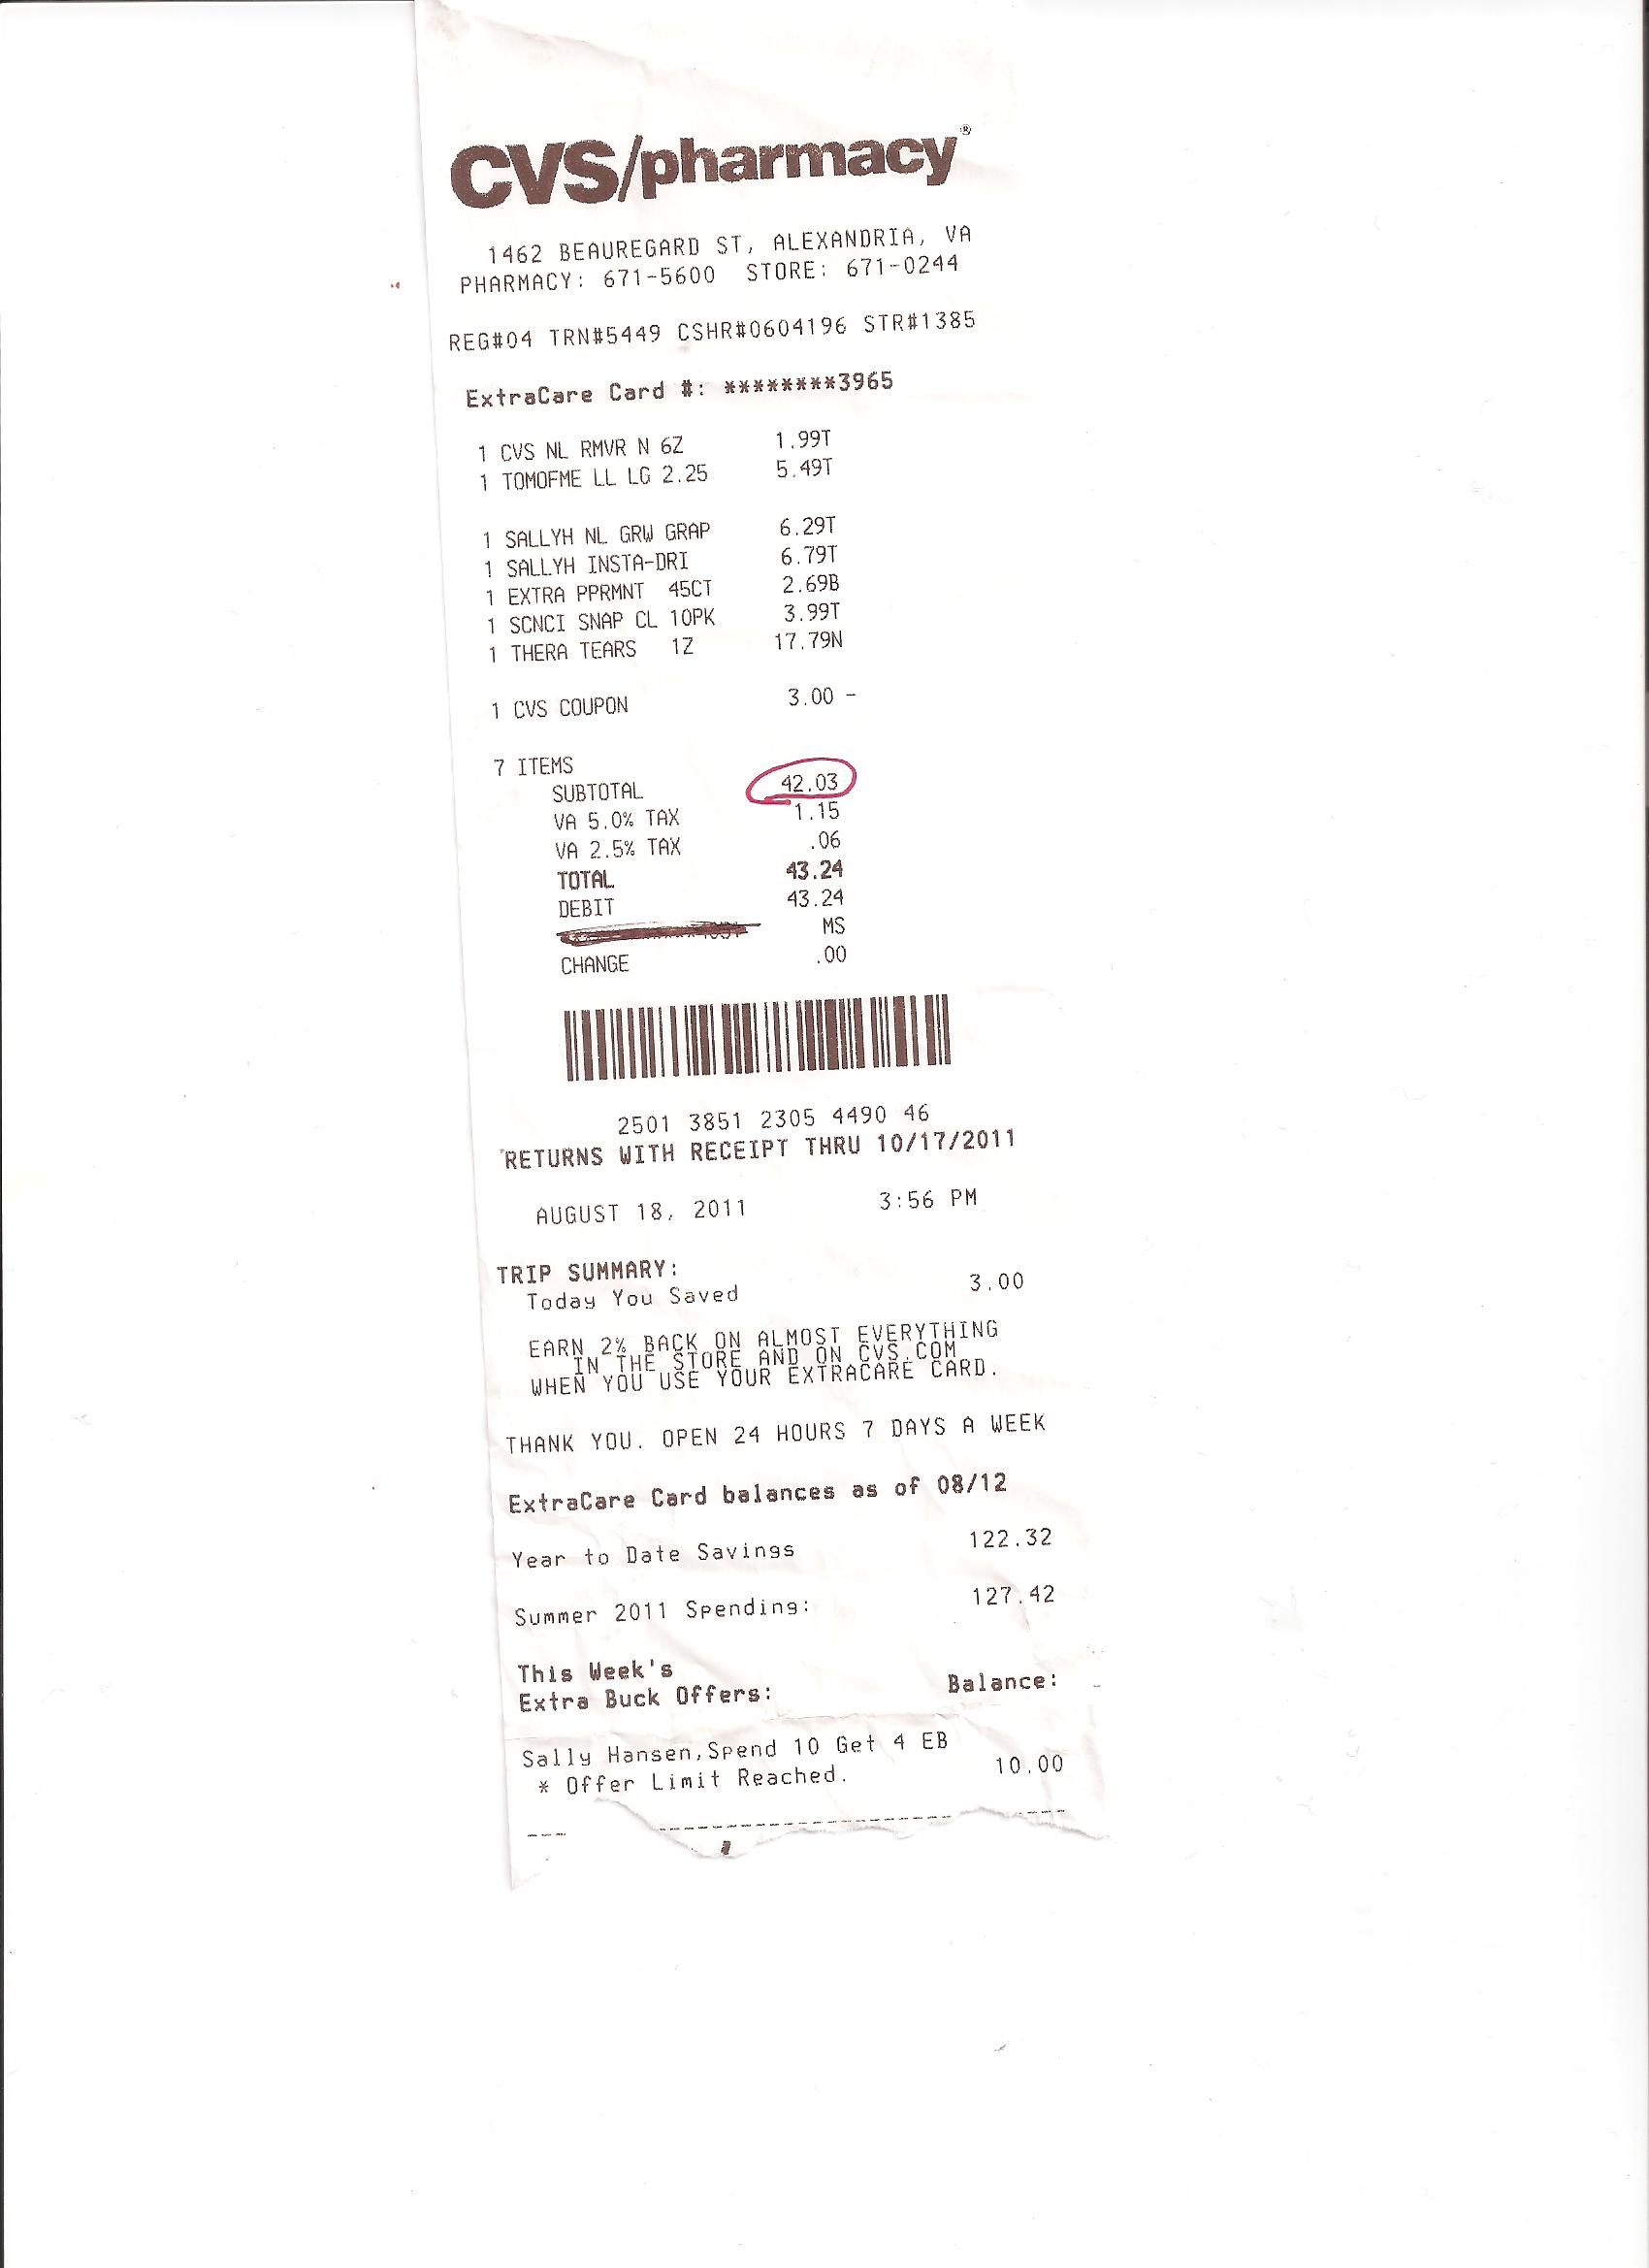 CVS/pharmacy®
1462 BEAUREGARD ST, ALEXANDRIA, VA
PHARMACY: 671-5600 STORE: 671-0244
REG#04 TRN#5449 CSHR#0604196 STR#1385
ExtraCare Card #: ********3965
1 CVS NL RMVR N 6Z 1.99T
1 TOMOFME LL LG 2.25 5.49T
1 SALLYH NL GRW GRAP 6.29T
1 SALLYH INSTA-DRI 6.79T
1 EXTRA PPRMNT 45CT 2.69B
1 SCNCI SNAP CL 10PK 3.99T
1 THERA TEARS 1Z 17.79N
1 CVS COUPON 3.00 -
7 ITEMS
SUBTOTAL 42.03
VA 5.0% TAX 1.15
VA 2.5% TAX .06
TOTAL 43.24
DEBIT 43.24
MS
CHANGE .00
2501 3851 2305 4490 46
RETURNS WITH RECEIPT THRU 10/17/2011
AUGUST 18, 2011 3:56 PM
TRIP SUMMARY:
Today You Saved 3.00
EARN 2% BACK ON ALMOST EVERYTHING
IN THE STORE AND ON CVS.COM
WHEN YOU USE YOUR EXTRACARE CARD.
THANK YOU. OPEN 24 HOURS 7 DAYS A WEEK
ExtraCare Card balances as of 08/12
Year to Date Savings 122.32
Summer 2011 Spending: 127.42
This Week's
Extra Buck Offers: Balance:
Sally Hansen,Spend 10 Get 4 EB
* Offer Limit Reached. 10.00